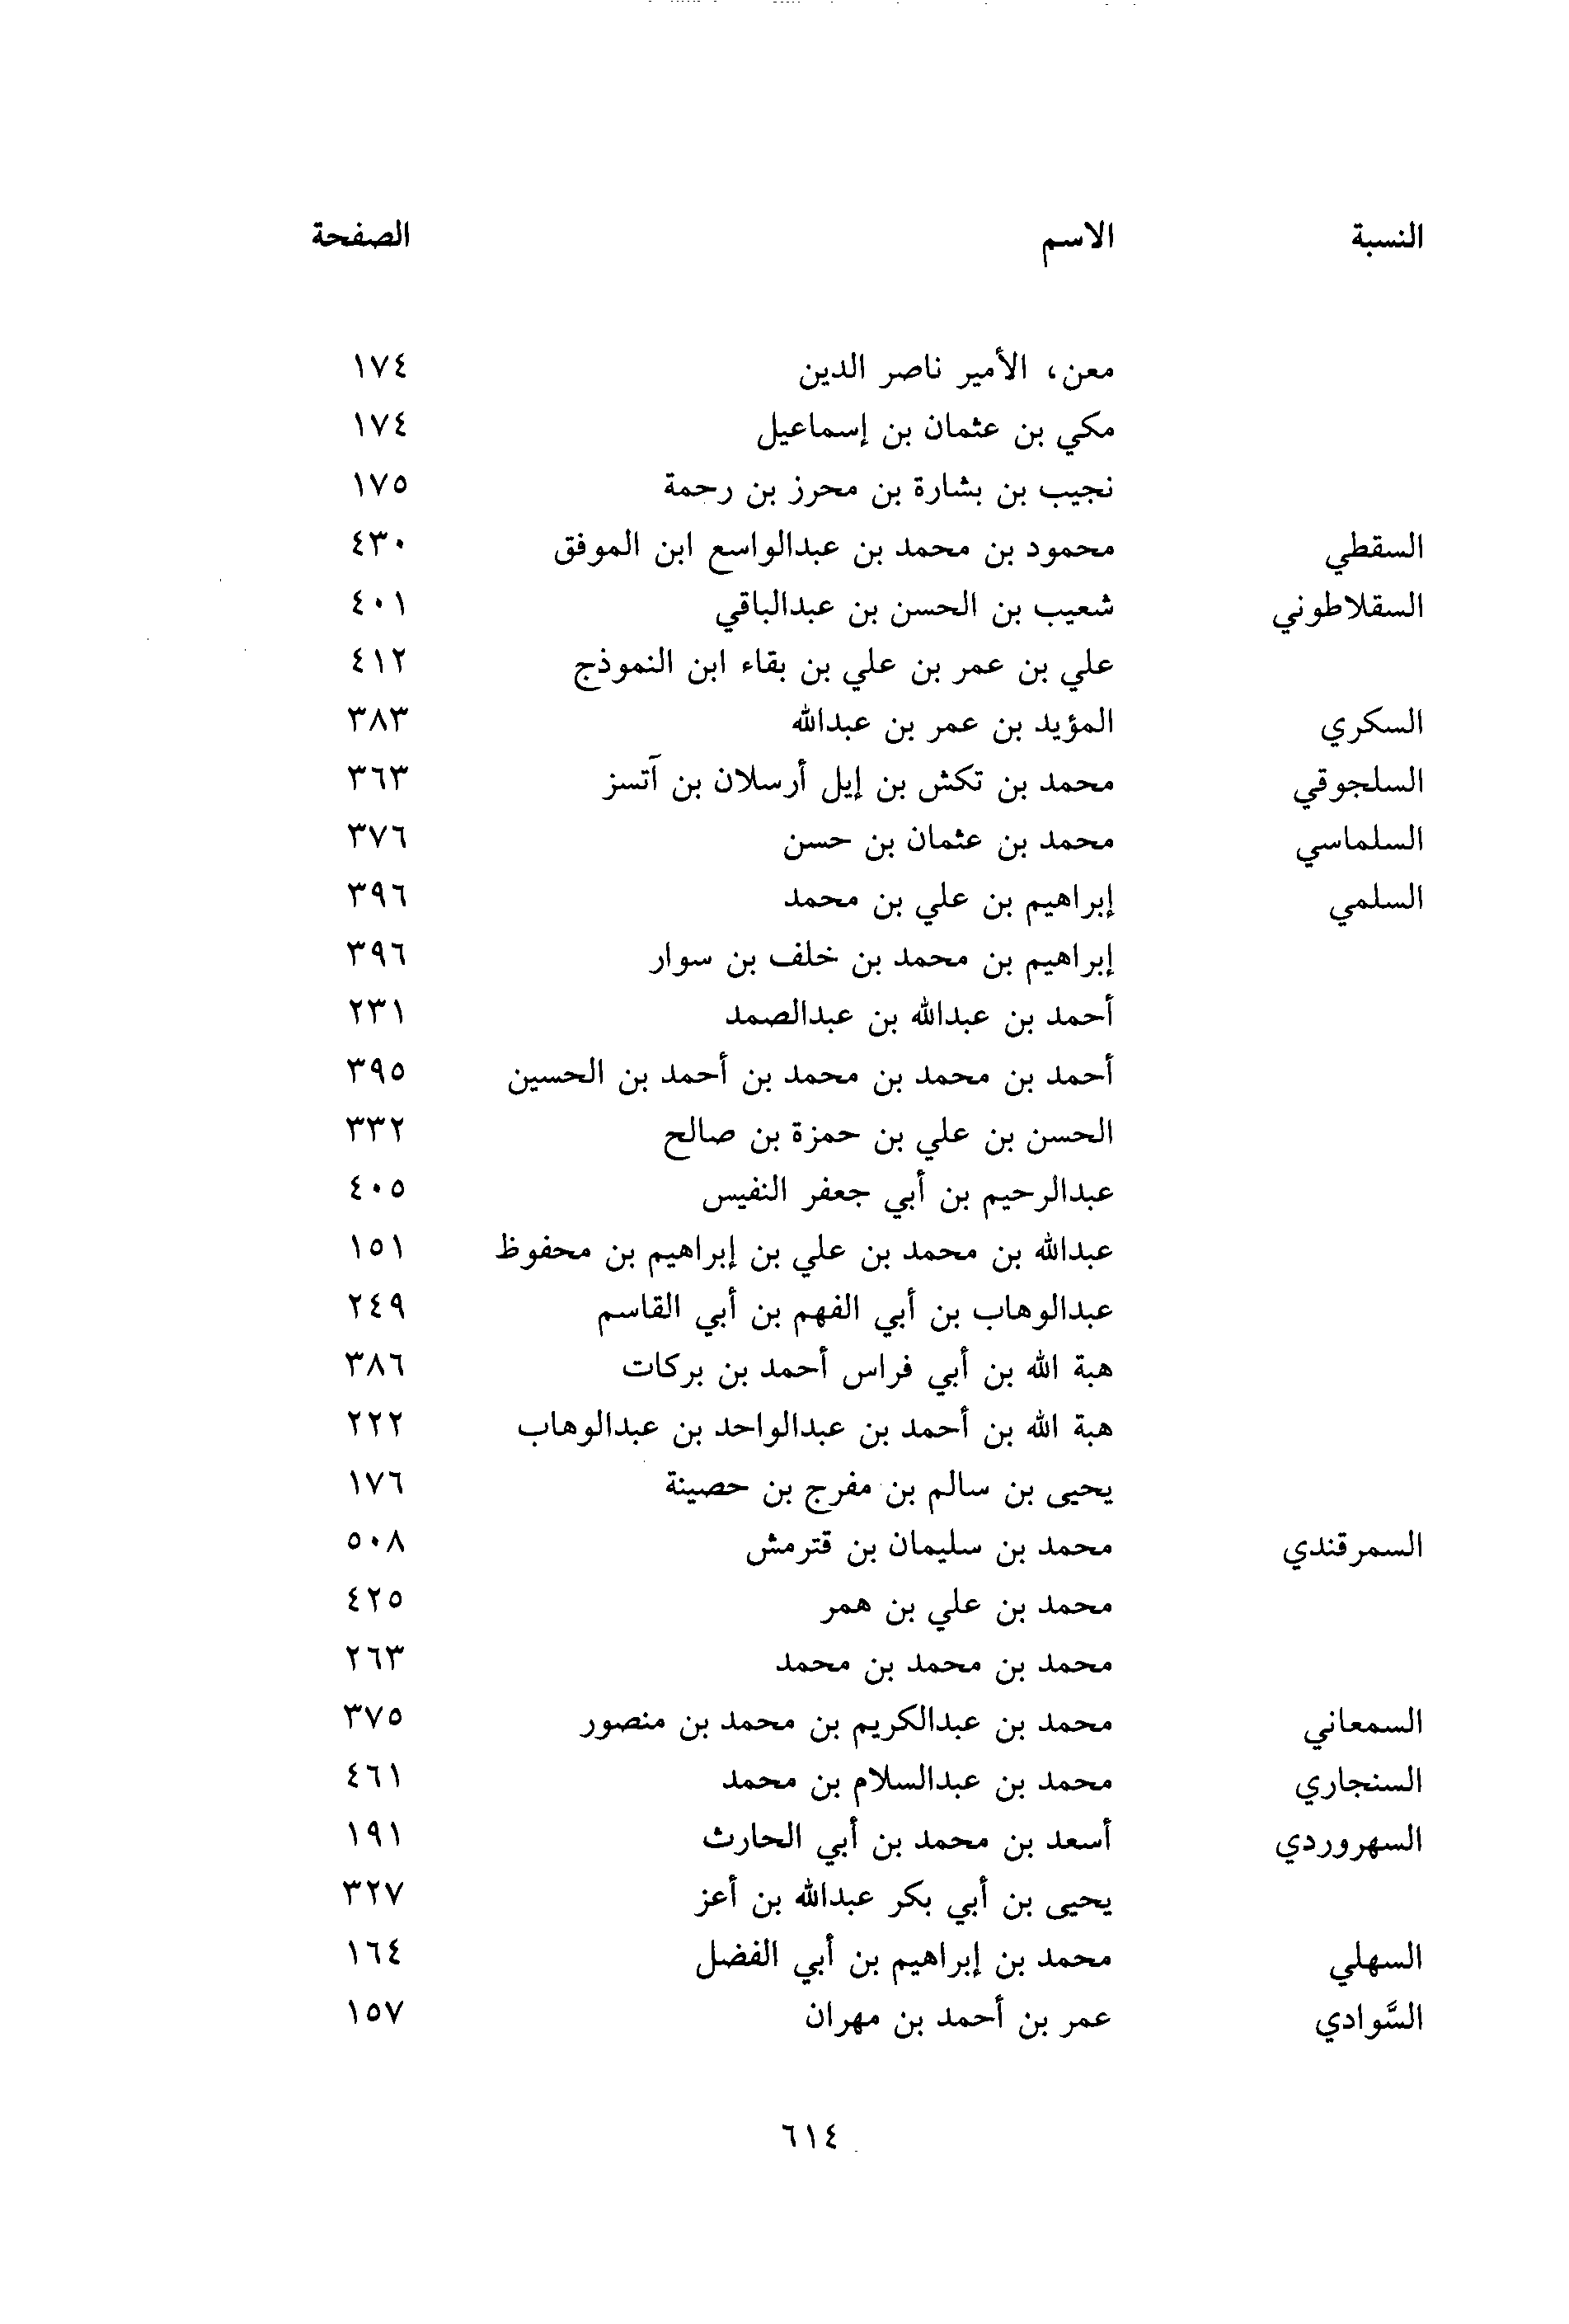 النسبة الاسم الصفحة
معن، الأمير ناصر الدين ١٧٤
مكي بن عثمان بن إسماعيل ١٧٤
نجيب بن بشارة بن محرز بن رحمة ١٧٥
السقطي محمود بن محمد بن عبدالواسع ابن الموفق ٤٣٠
السقلاطوني شعيب بن الحسن بن عبدالباقي ٤٠١
علي بن عمر بن علي بن بقاء ابن النموذج ٤١٢
السكري المؤيد بن عمر بن عبدالله ٣٨٣
السلجوقي محمد بن تكش بن إيل أرسلان بن آتسز ٣٦٣
السلماسي محمد بن عثمان بن حسن ٣٧٦
السلمي إبراهيم بن علي بن محمد ٣٩٦
إبراهيم بن محمد بن خلف بن سوار ٣٩٦
أحمد بن عبدالله بن عبدالصمد ٢٣١
أحمد بن محمد بن محمد بن أحمد بن الحسين ٣٩٥
الحسن بن علي بن حمزة بن صالح ٣٣٢
عبدالرحيم بن أبي جعفر النفيس ٤٠٥
عبدالله بن محمد بن علي بن إبراهيم بن محفوظ ١٥١
عبدالوهاب بن أبي الفهم بن أبي القاسم ٢٤٩
هبة الله بن أبي فراس أحمد بن بركات ٣٨٦
هبة الله بن أحمد بن عبدالواحد بن عبدالوهاب ٢٢٢
يحيى بن سالم بن مفرج بن حصينة ١٧٦
السمرقندي محمد بن سليمان بن قترمش ٥٠٨
محمد بن علي بن همر ٤٢٥
محمد بن محمد بن محمد ٢٦٣
السمعاني محمد بن عبدالكريم بن محمد بن منصور ٣٧٥
السنجاري محمد بن عبدالسلام بن محمد ٤٦١
السهروردي أسعد بن محمد بن أبي الحارث ١٩١
يحيى بن أبي بكر عبدالله بن أعز ٣٢٧
السهلي محمد بن إبراهيم بن أبي الفضل ١٦٤
السَّوادي عمر بن أحمد بن مهران ١٥٧
٦١٤